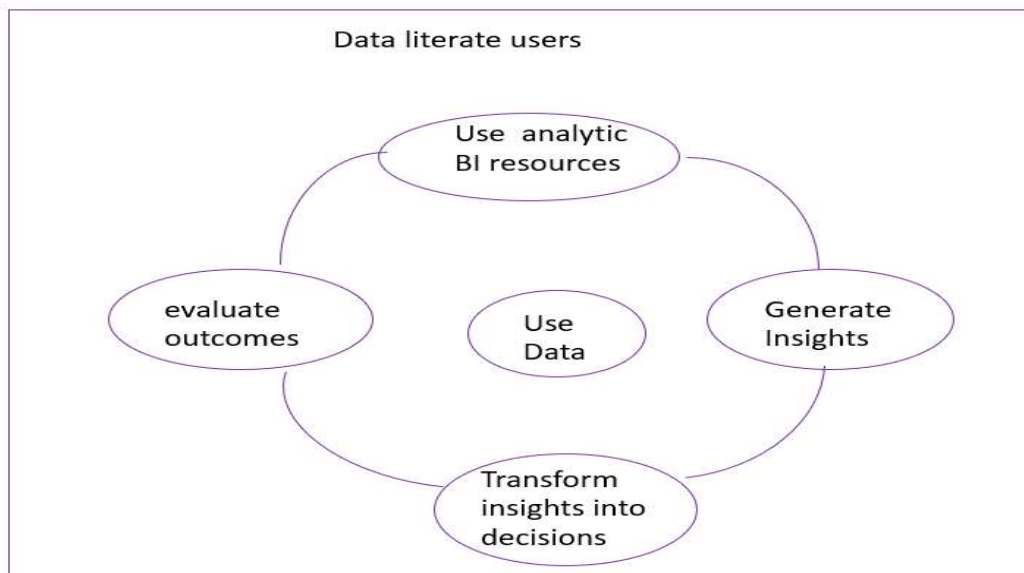 Data literate users
Use analytic
BI resources
evaluate
outcomes
Use
Data
Generate
Insights
Transform
insights into
decisions